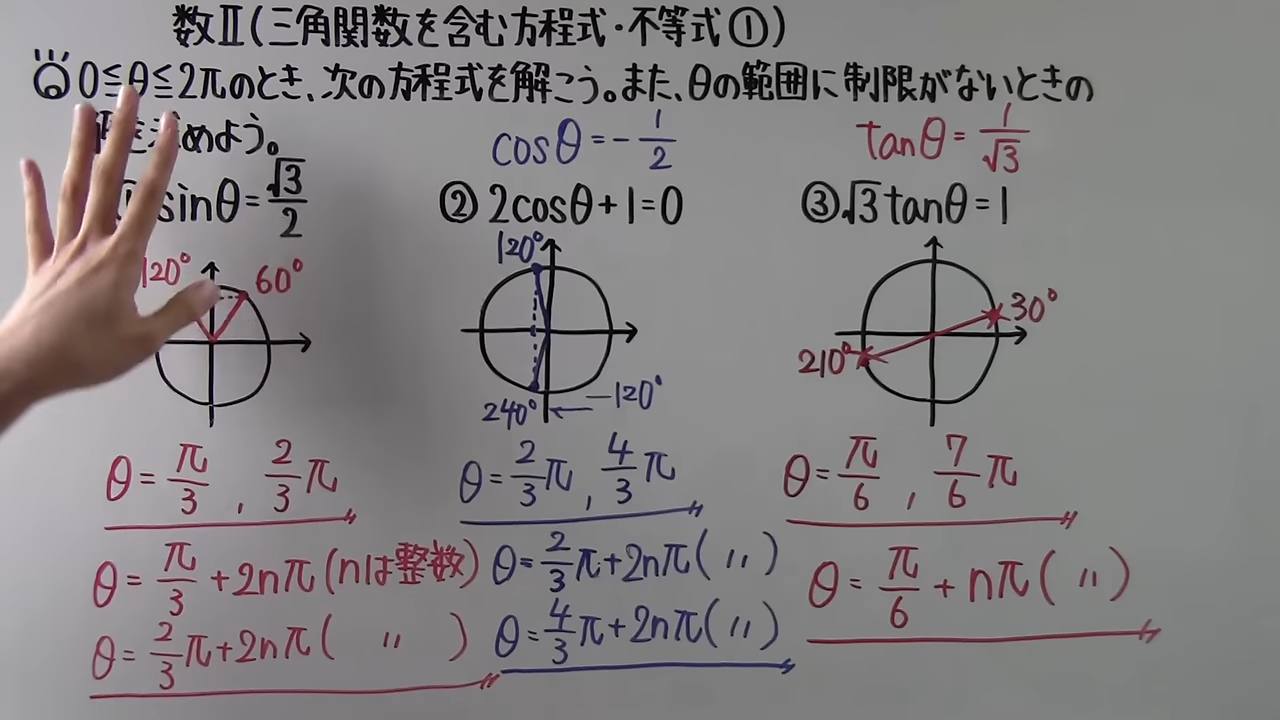 数Ⅱ(三角関数を含む方程式・不等式①)
0≦θ≦2πのとき、次の方程式を解こう。また、θの範囲に制限がないときの
求めよう。
sinθ=√3/2
120° 60°
θ=π/3, 2/3π
θ=π/3+2nπ(nは整数)
θ=2/3π+2nπ( 〃 )
cosθ=-1/2
②2cosθ+1=0
120°
240° ← -120°
θ=2/3π, 4/3π
θ=2/3π+2nπ(〃)
θ=4/3π+2nπ(〃)
tanθ=1/√3
③√3tanθ=1
30°
210°
θ=π/6, 7/6π
θ=π/6+nπ(〃)